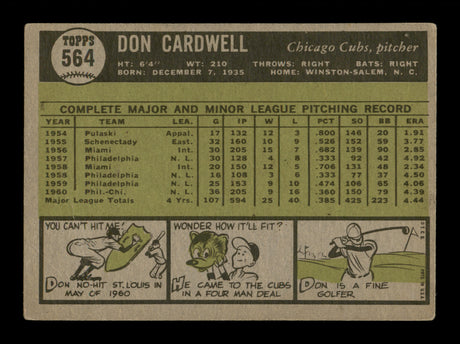 TOPPS
564
DON CARDWELL
Chicago Cubs, pitcher
HT: 6'4" WT: 210 THROWS: RIGHT BATS: RIGHT
BORN: DECEMBER 7, 1935 HOME: WINSTON-SALEM, N. C.
COMPLETE MAJOR AND MINOR LEAGUE PITCHING RECORD
YEAR TEAM LEA. G IP W L PCT SO BB ERA
1954 Pulaski Appal. 17 132 12 3 .800 146 20 1.91
1955 Schenectady East. 32 160 10 9 .526 152 59 3.71
1956 Miami Int. 30 205 15 7 .682 113 54 2.85
1957 Philadelphia N. L. 30 128 4 8 .333 92 42 4.92
1958 Miami Int. 20 150 12 5 .706 131 48 2.34
1958 Philadelphia N. L. 16 108 3 6 .333 77 37 4.50
1959 Philadelphia N. L. 25 153 9 10 .474 106 65 4.06
1960 Phil.-Chi. N. L. 36 205 9 16 .360 150 79 4.39
Major League Totals 4 Yrs. 107 594 25 40 .385 425 223 4.44
YOU CAN'T HIT ME!
DON NO-HIT ST. LOUIS IN
MAY OF 1960
WONDER HOW IT'LL FIT?
HE CAME TO THE CUBS
IN A FOUR MAN DEAL
DON IS A FINE
GOLFER